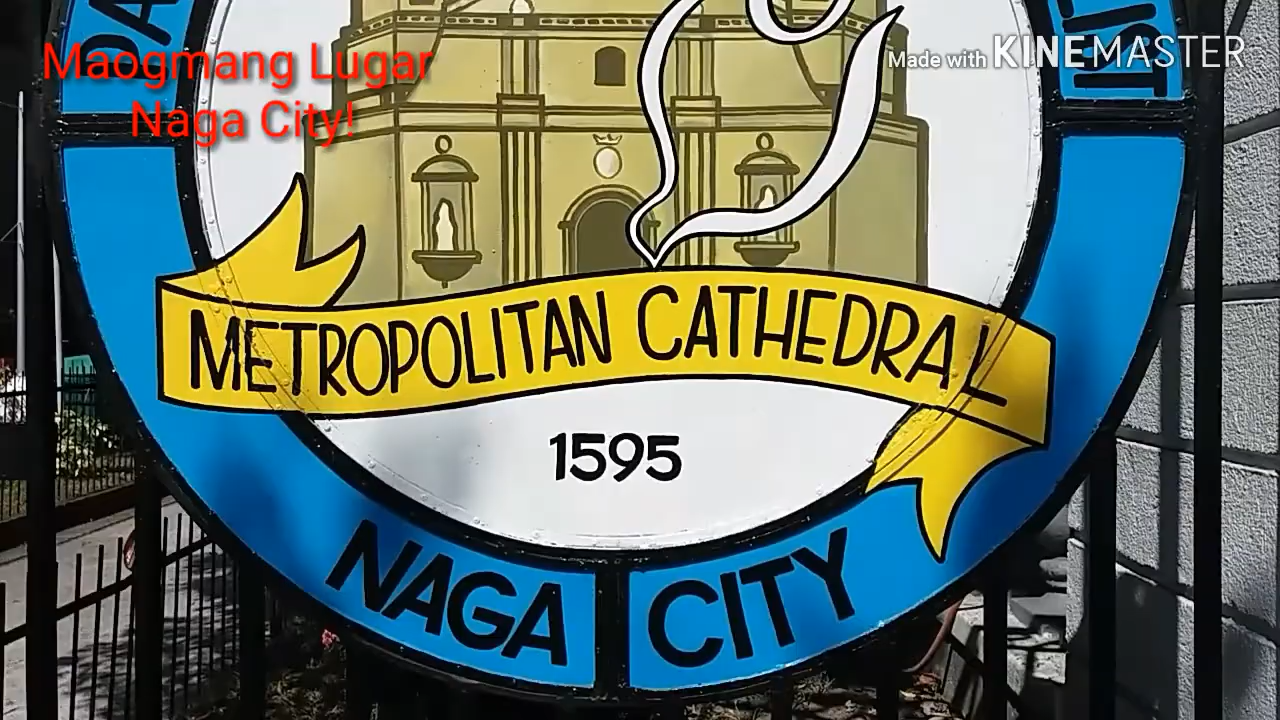 Maogmang Lugar
Naga City!
Made with KINEMASTER
METROPOLITAN CATHEDRAL
1595
NAGA CITY